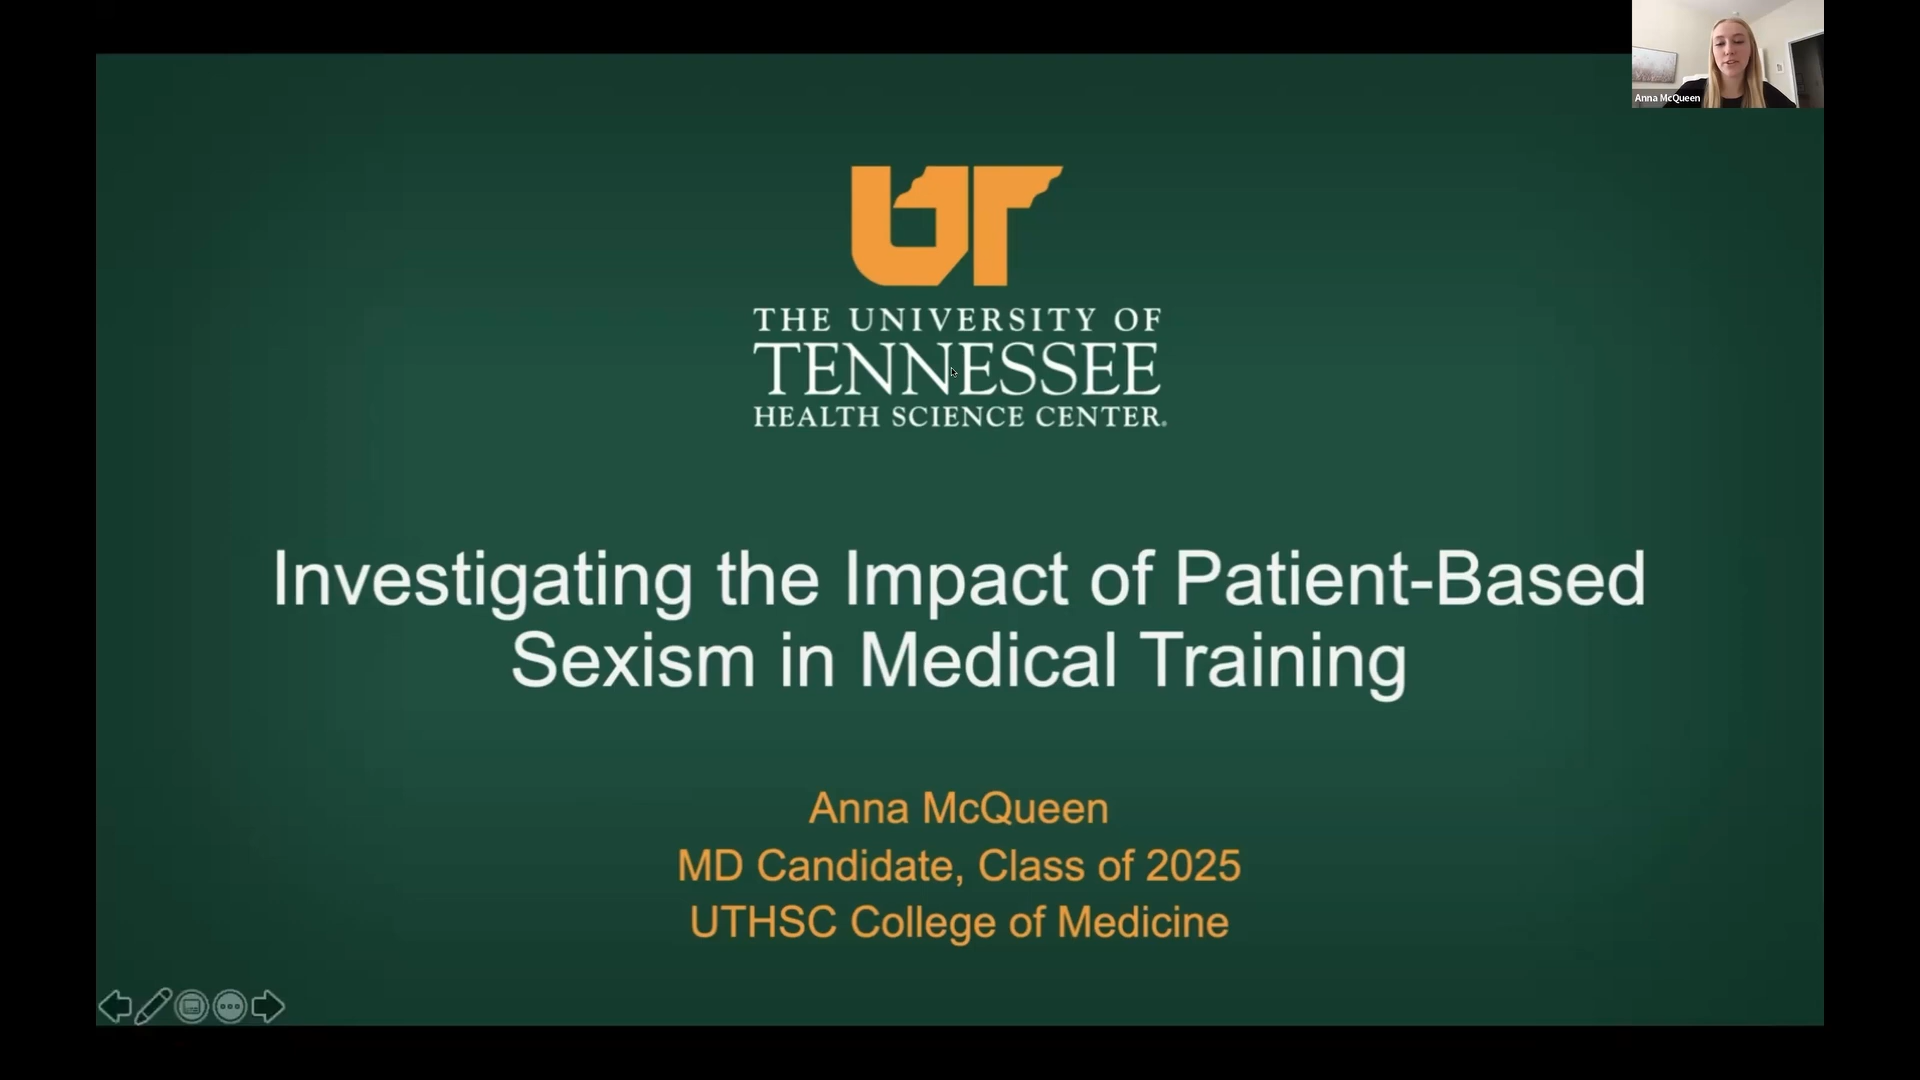 Anna McQueen
UT
THE UNIVERSITY OF
TENNESSEE
HEALTH SCIENCE CENTER.
Investigating the Impact of Patient-Based
Sexism in Medical Training
Anna McQueen
MD Candidate, Class of 2025
UTHSC College of Medicine